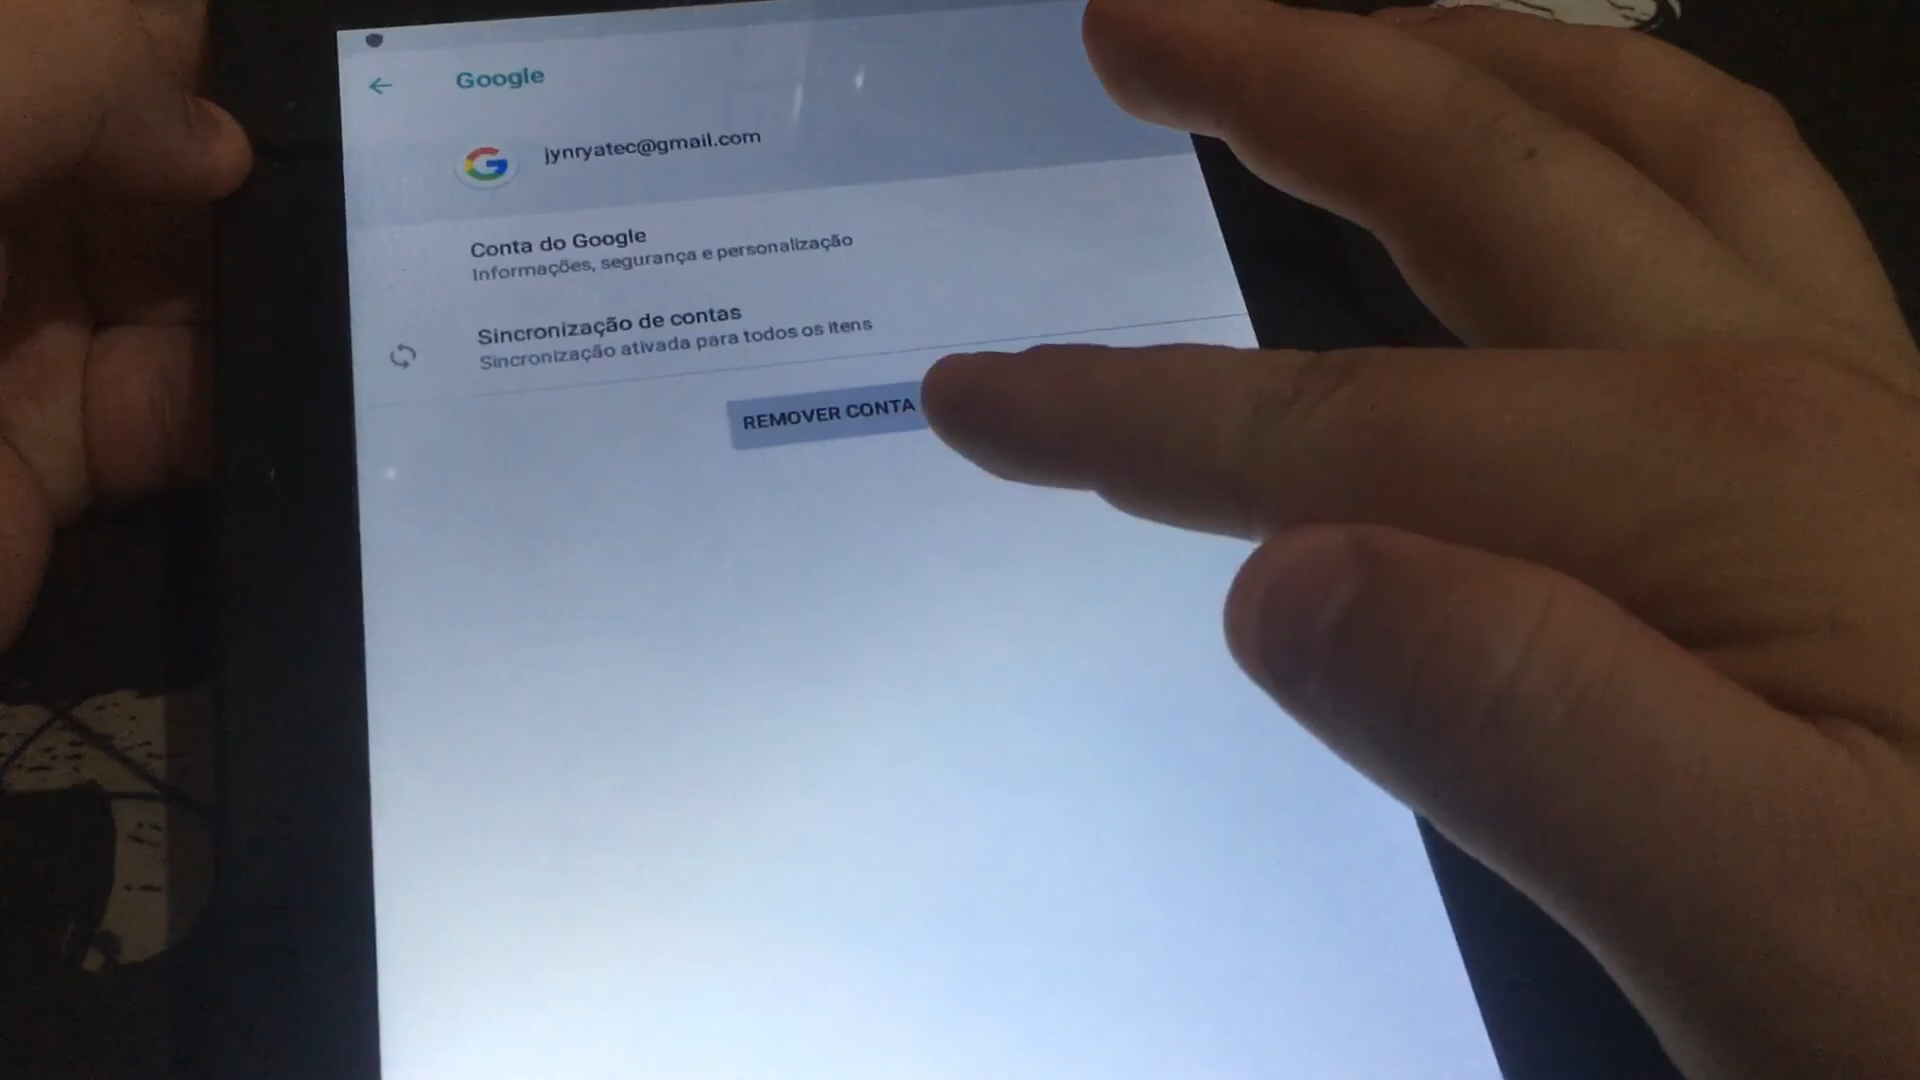 Google
jynryatec@gmail.com
Conta do Google
Informações, segurança e personalização
Sincronização de contas
Sincronização ativada para todos os itens
REMOVER CONTA